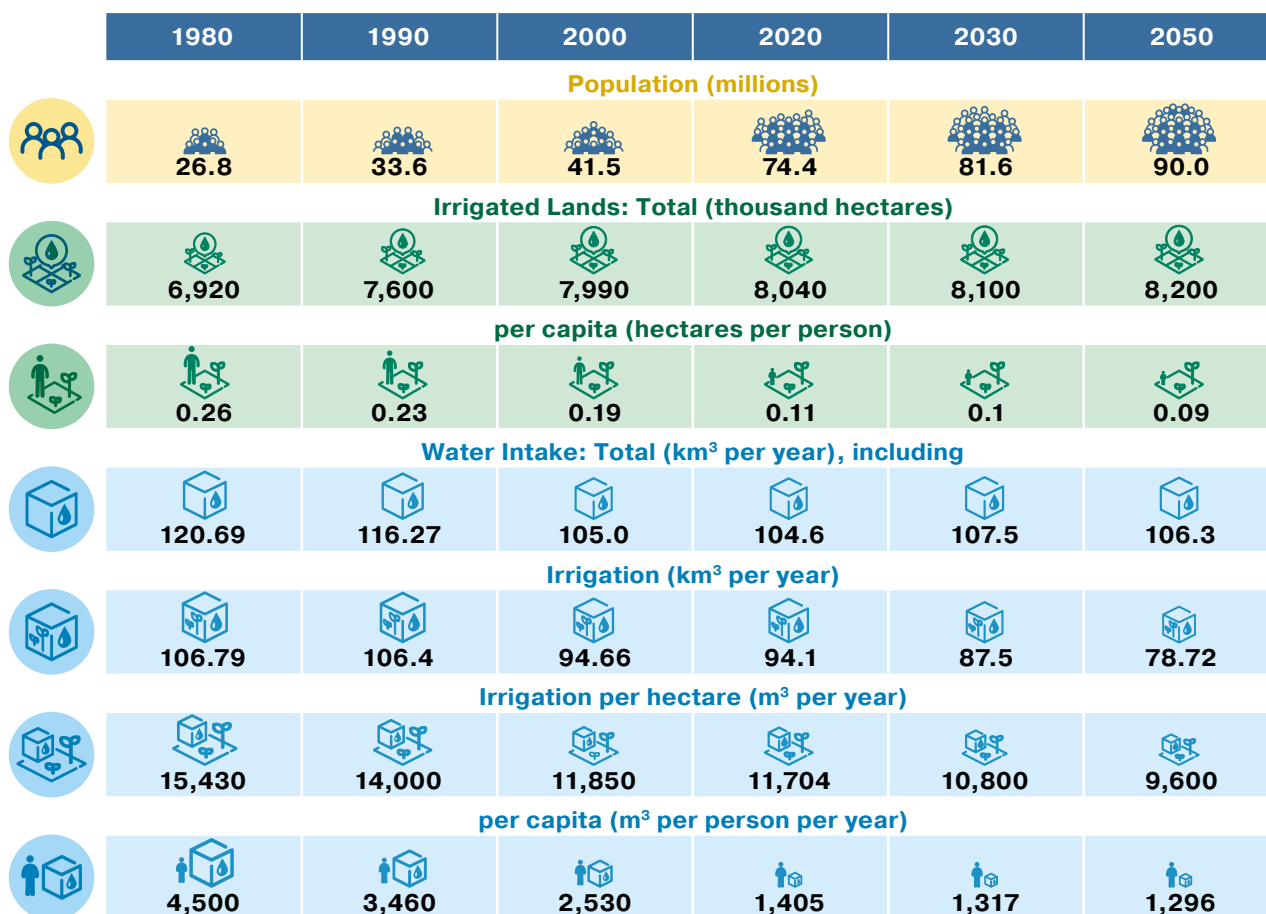 1980 1990 2000 2020 2030 2050
Population (millions)
26.8 33.6 41.5 74.4 81.6 90.0
Irrigated Lands: Total (thousand hectares)
6,920 7,600 7,990 8,040 8,100 8,200
per capita (hectares per person)
0.26 0.23 0.19 0.11 0.1 0.09
Water Intake: Total (km³ per year), including
120.69 116.27 105.0 104.6 107.5 106.3
Irrigation (km³ per year)
106.79 106.4 94.66 94.1 87.5 78.72
Irrigation per hectare (m³ per year)
15,430 14,000 11,850 11,704 10,800 9,600
per capita (m³ per person per year)
4,500 3,460 2,530 1,405 1,317 1,296